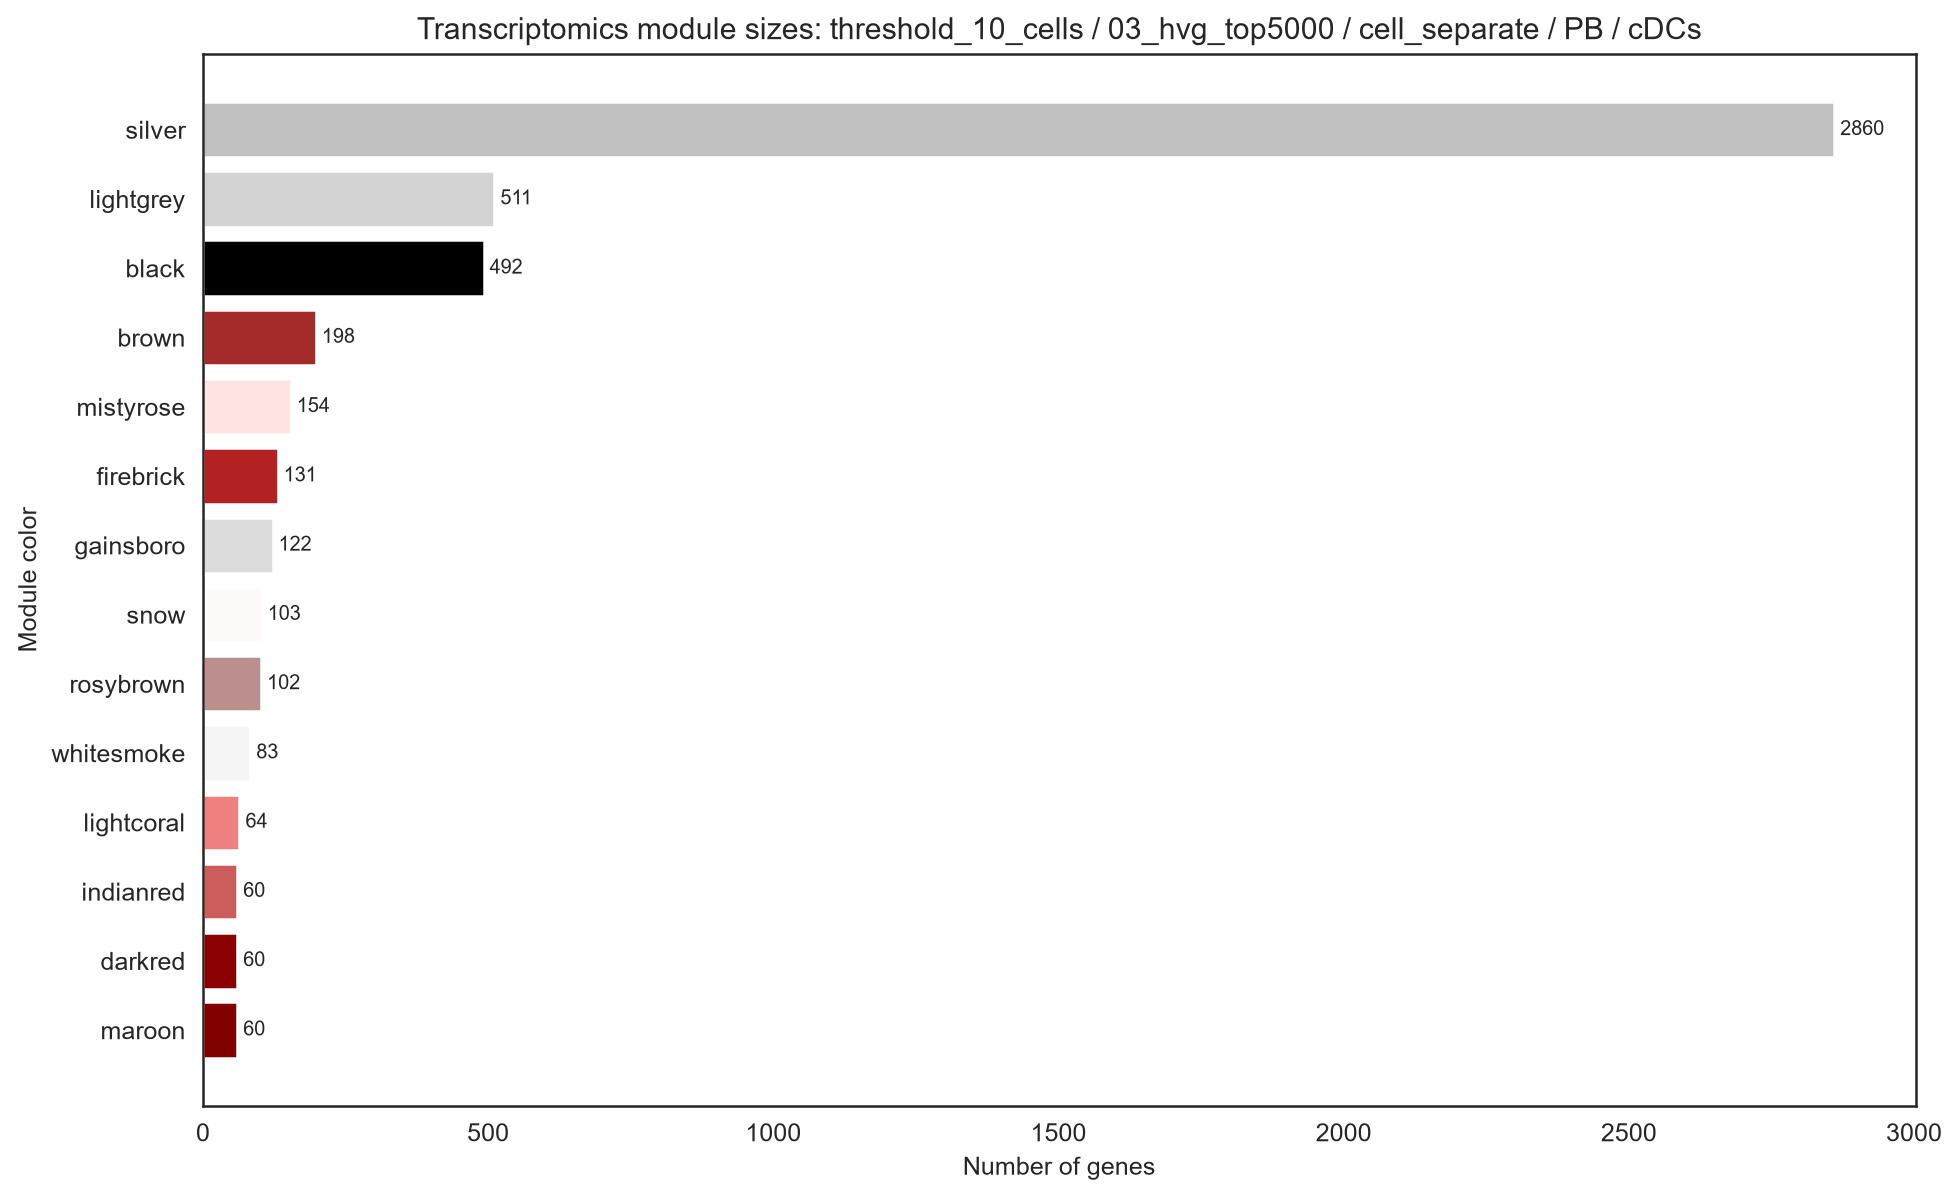 Transcriptomics module sizes: threshold_10_cells / 03_hvg_top5000 / cell_separate / PB / cDCs
Module color
silver 2860
lightgrey 511
black 492
brown 198
mistyrose 154
firebrick 131
gainsboro 122
snow 103
rosybrown 102
whitesmoke 83
lightcoral 64
indianred 60
darkred 60
maroon 60
0 500 1000 1500 2000 2500 3000
Number of genes